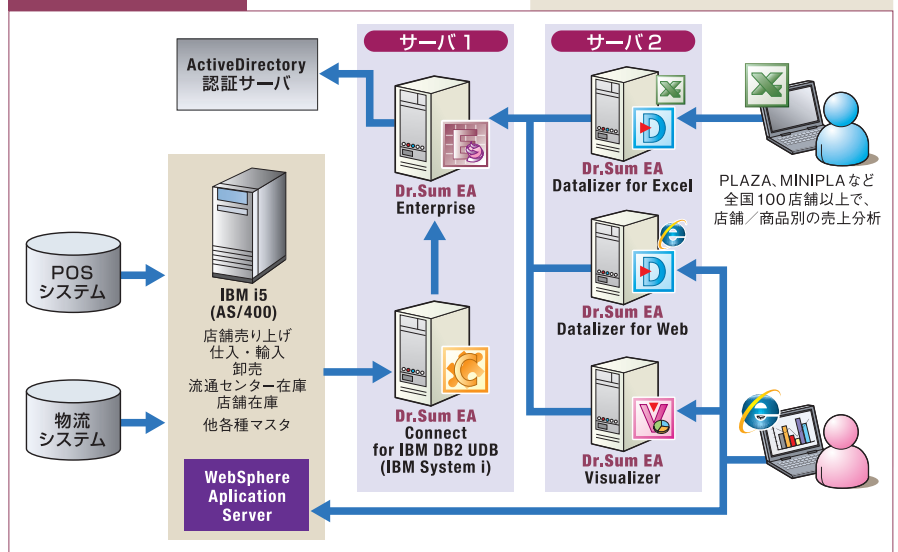 サーバ 1
サーバ 2
ActiveDirectory
認証サーバ
Dr.Sum EA
Enterprise
Dr.Sum EA
Datalizer for Excel
PLAZA、MINIPLAなど
全国100店舗以上で、
店舗／商品別の売上分析
POS
システム
IBM i5
(AS/400)
店舗売り上げ
仕入・輸入
卸売
流通センター在庫
店舗在庫
他各種マスタ
Dr.Sum EA
Datalizer for Web
物流
システム
Dr.Sum EA
Connect
for IBM DB2 UDB
(IBM System i)
Dr.Sum EA
Visualizer
WebSphere
Aplication
Server